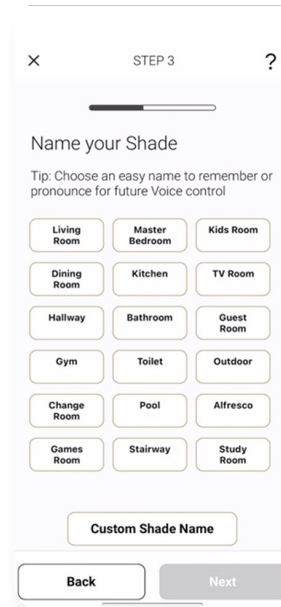 STEP 3
?
Name your Shade
Tip: Choose an easy name to remember or
pronounce for future Voice control
Living
Room
Master
Bedroom
Kids Room
Dining
Room
Kitchen
TV Room
Hallway
Bathroom
Guest
Room
Gym
Toilet
Outdoor
Change
Room
Pool
Alfresco
Games
Room
Stairway
Study
Room
Custom Shade Name
Back
Next